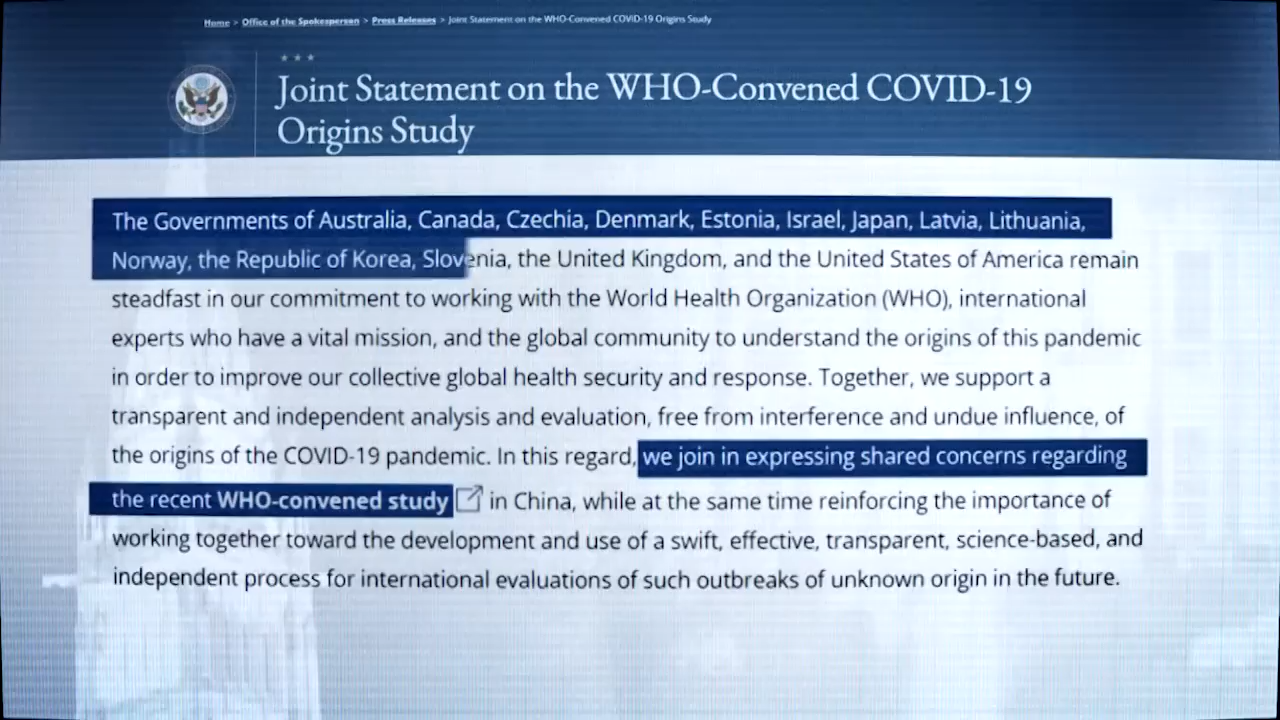 Home > Office of the Spokesperson > Press Releases > Joint Statement on the WHO-Convened COVID-19 Origins Study
Joint Statement on the WHO-Convened COVID-19
Origins Study
The Governments of Australia, Canada, Czechia, Denmark, Estonia, Israel, Japan, Latvia, Lithuania,
Norway, the Republic of Korea, Slovenia, the United Kingdom, and the United States of America remain
steadfast in our commitment to working with the World Health Organization (WHO), international
experts who have a vital mission, and the global community to understand the origins of this pandemic
in order to improve our collective global health security and response. Together, we support a
transparent and independent analysis and evaluation, free from interference and undue influence, of
the origins of the COVID-19 pandemic. In this regard, we join in expressing shared concerns regarding
the recent WHO-convened study in China, while at the same time reinforcing the importance of
working together toward the development and use of a swift, effective, transparent, science-based, and
independent process for international evaluations of such outbreaks of unknown origin in the future.